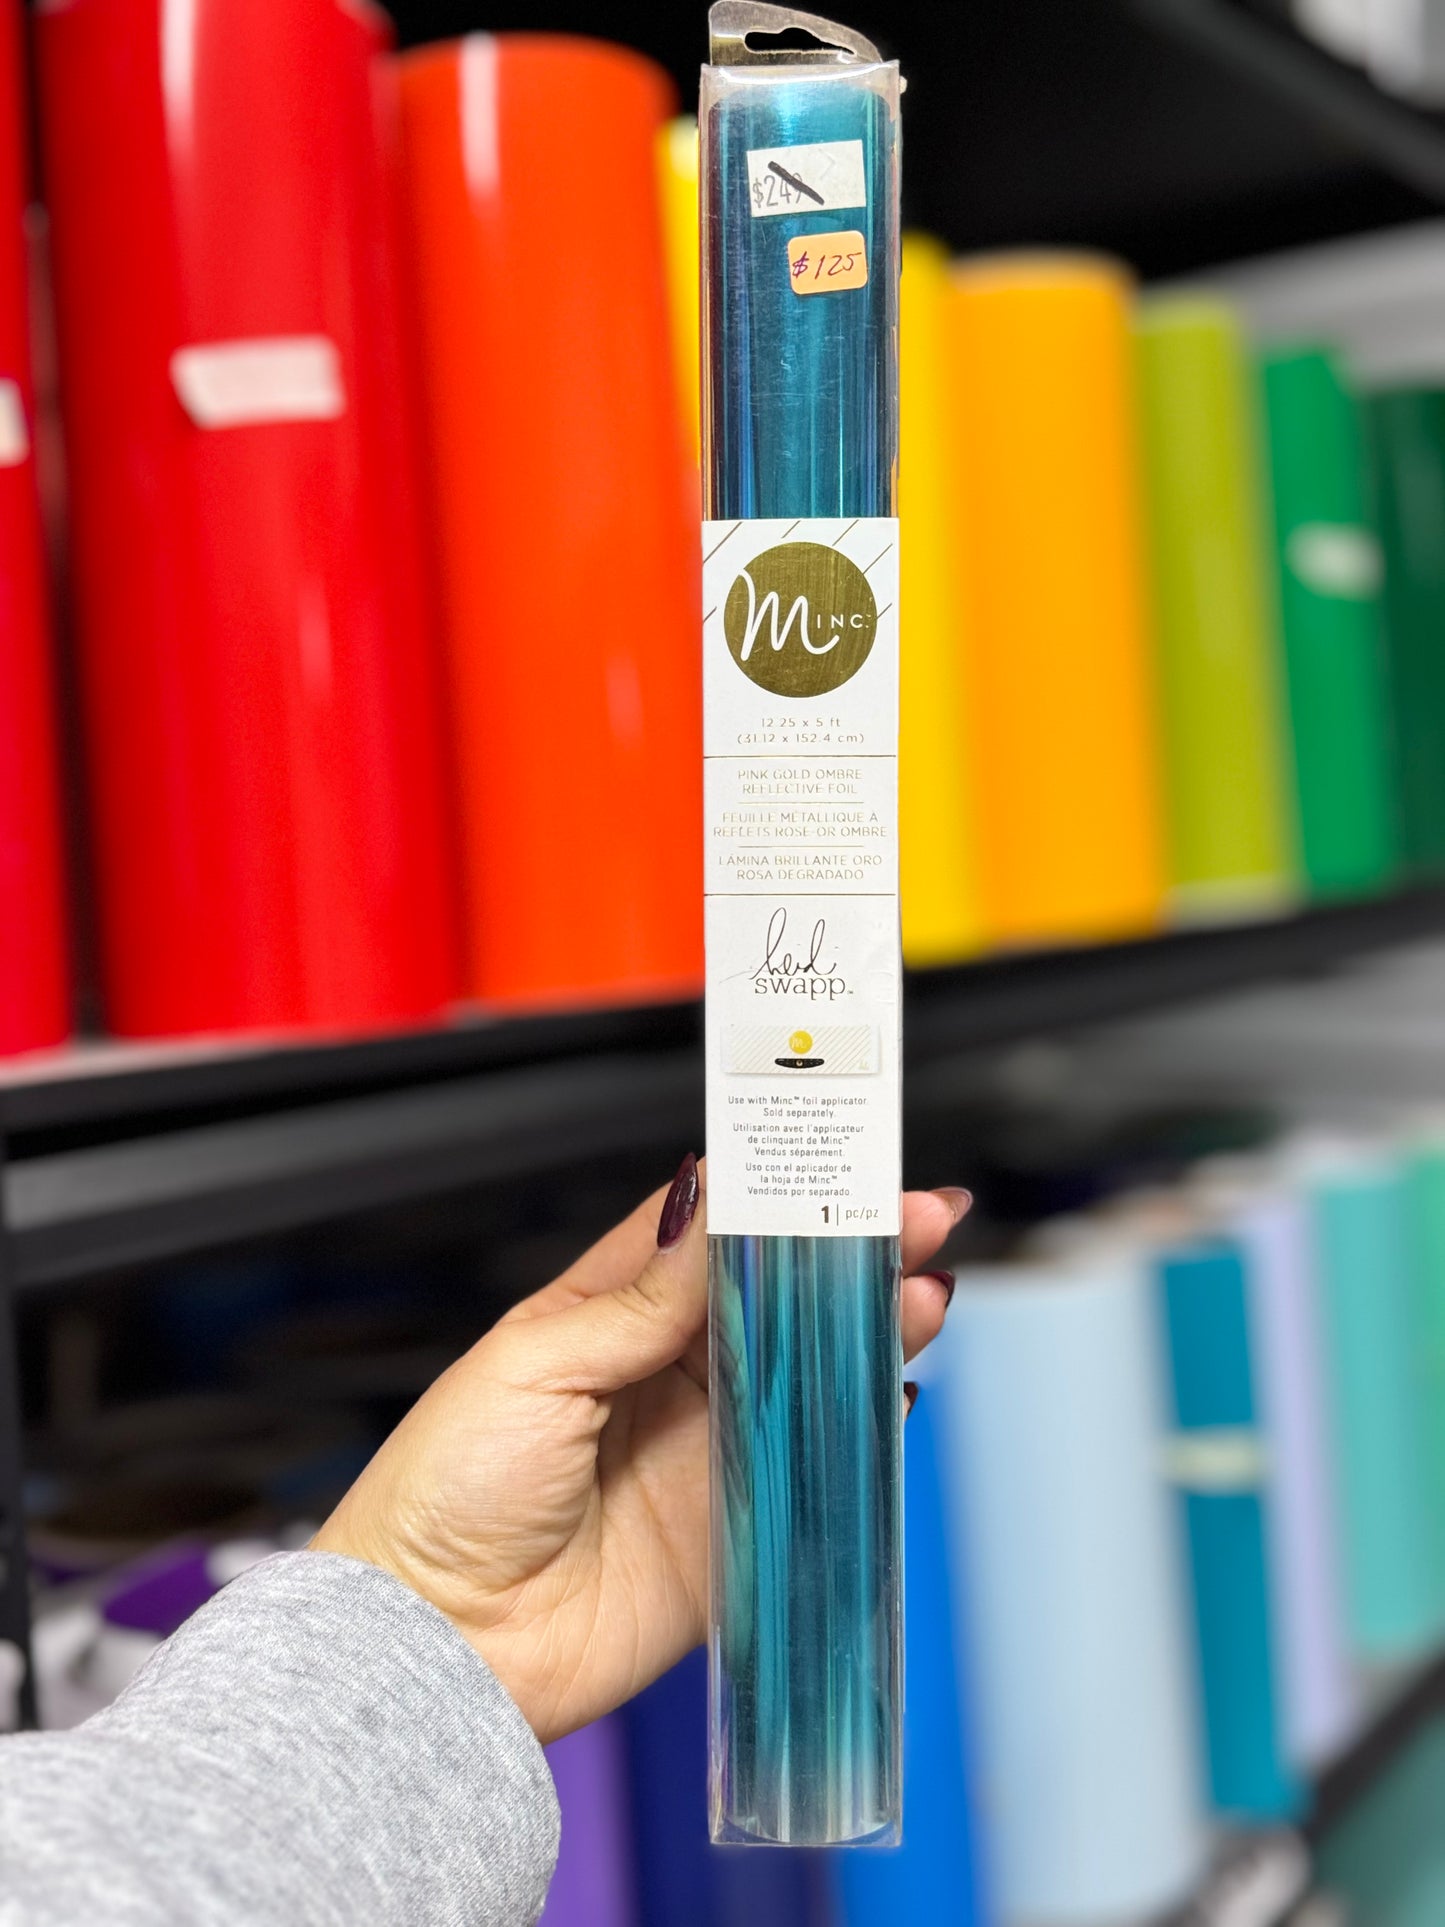 $249
$125
Minc.™
12.25 x 5 ft
(31.12 x 152.4 cm)
PINK GOLD OMBRE
REFLECTIVE FOIL
FEUILLE MÉTALLIQUE À
REFLETS ROSE-OR OMBRE
LÁMINA BRILLANTE ORO
ROSA DEGRADADO
heidi
swapp™
m
Use with Minc™ foil applicator.
Sold separately.
Utilisation avec l'applicateur
de clinquant de Minc™
Vendus séparément.
Uso con el aplicador de
la hoja de Minc™
Vendidos por separado.
1 | pc/pz